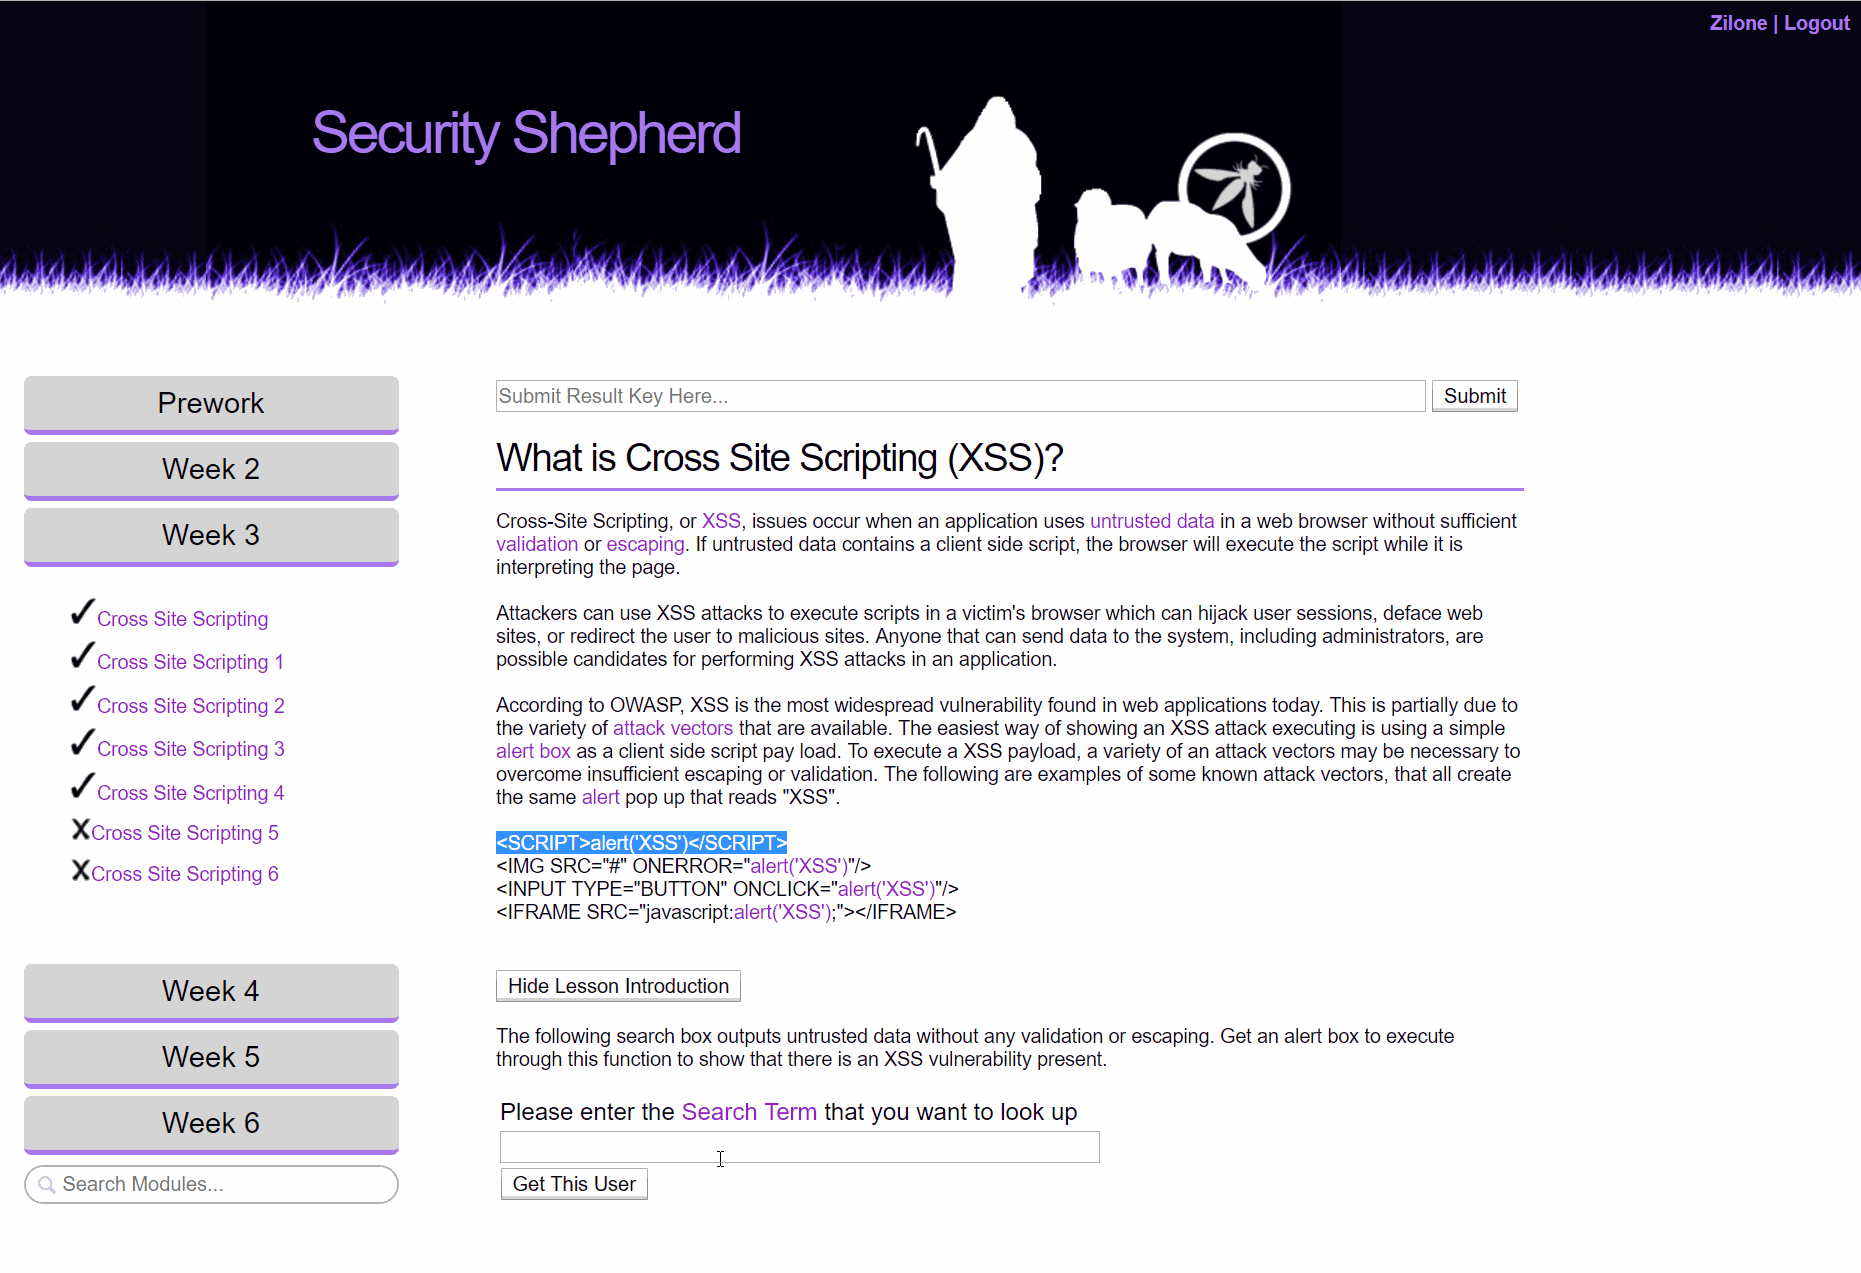 Zilone | Logout
Security Shepherd
Prework
Week 2
Week 3
✓Cross Site Scripting
✓Cross Site Scripting 1
✓Cross Site Scripting 2
✓Cross Site Scripting 3
✓Cross Site Scripting 4
XCross Site Scripting 5
XCross Site Scripting 6
Week 4
Week 5
Week 6
Search Modules...
Submit Result Key Here...
Submit
What is Cross Site Scripting (XSS)?
Cross-Site Scripting, or XSS, issues occur when an application uses untrusted data in a web browser without sufficient
validation or escaping. If untrusted data contains a client side script, the browser will execute the script while it is
interpreting the page.
Attackers can use XSS attacks to execute scripts in a victim's browser which can hijack user sessions, deface web
sites, or redirect the user to malicious sites. Anyone that can send data to the system, including administrators, are
possible candidates for performing XSS attacks in an application.
According to OWASP, XSS is the most widespread vulnerability found in web applications today. This is partially due to
the variety of attack vectors that are available. The easiest way of showing an XSS attack executing is using a simple
alert box as a client side script pay load. To execute a XSS payload, a variety of an attack vectors may be necessary to
overcome insufficient escaping or validation. The following are examples of some known attack vectors, that all create
the same alert pop up that reads "XSS".
<SCRIPT>alert('XSS')</SCRIPT>
<IMG SRC="#" ONERROR="alert('XSS')"/>
<INPUT TYPE="BUTTON" ONCLICK="alert('XSS')"/>
<IFRAME SRC="javascript:alert('XSS');"></IFRAME>
Hide Lesson Introduction
The following search box outputs untrusted data without any validation or escaping. Get an alert box to execute
through this function to show that there is an XSS vulnerability present.
Please enter the Search Term that you want to look up
Get This User